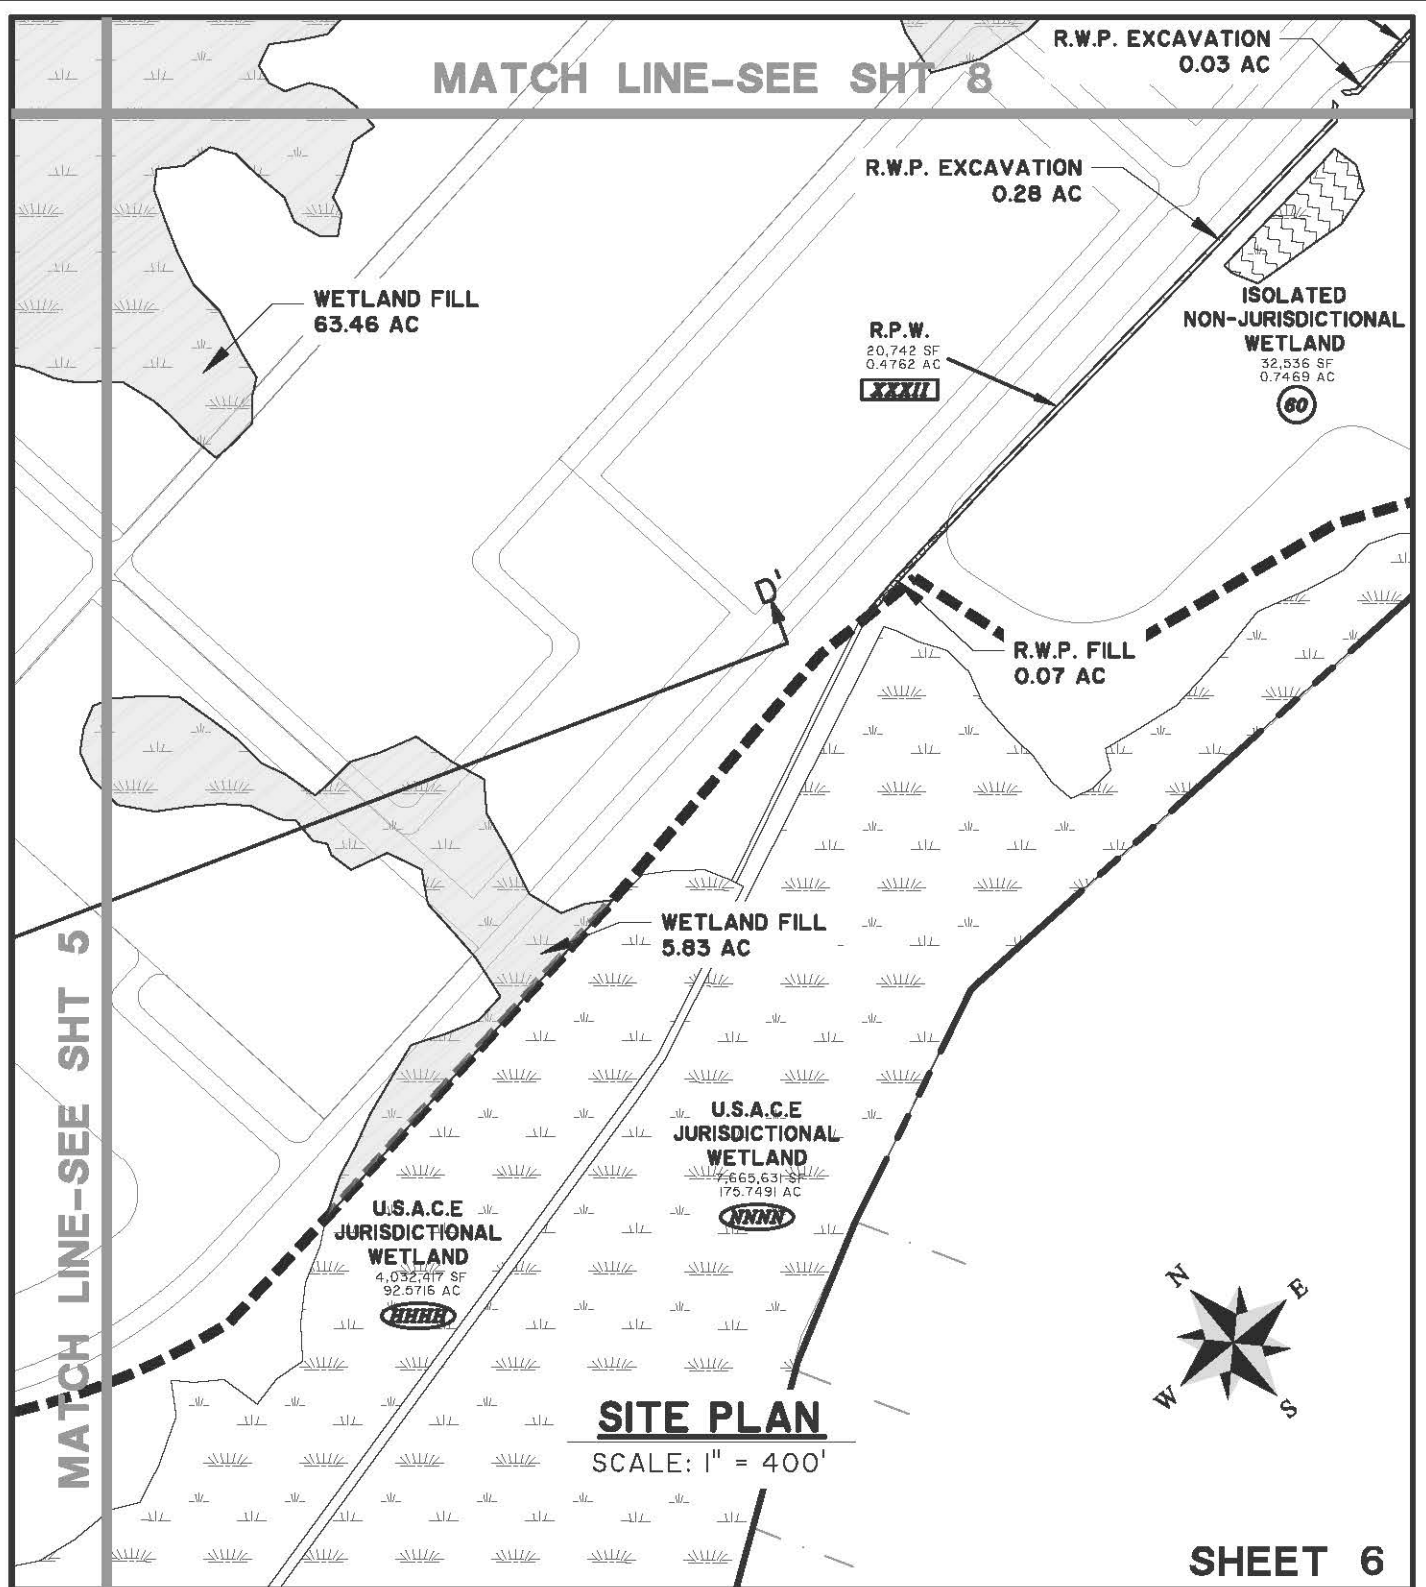 R.W.P. EXCAVATION
0.03 AC
MATCH LINE-SEE SHT 8
R.W.P. EXCAVATION
0.28 AC
WETLAND FILL
63.46 AC
ISOLATED
NON-JURISDICTIONAL
WETLAND
32,536 SF
0.7469 AC
60
R.P.W.
20,742 SF
0.4762 AC
XXXII
D'
R.W.P. FILL
0.07 AC
WETLAND FILL
5.83 AC
MATCH LINE-SEE SHT 5
U.S.A.C.E
JURISDICTIONAL
WETLAND
7,665,631 SF
175.7491 AC
NNNN
U.S.A.C.E
JURISDICTIONAL
WETLAND
4,032,417 SF
92.5716 AC
HHHH
N
E
W
S
SITE PLAN
SCALE: 1" = 400'
SHEET 6